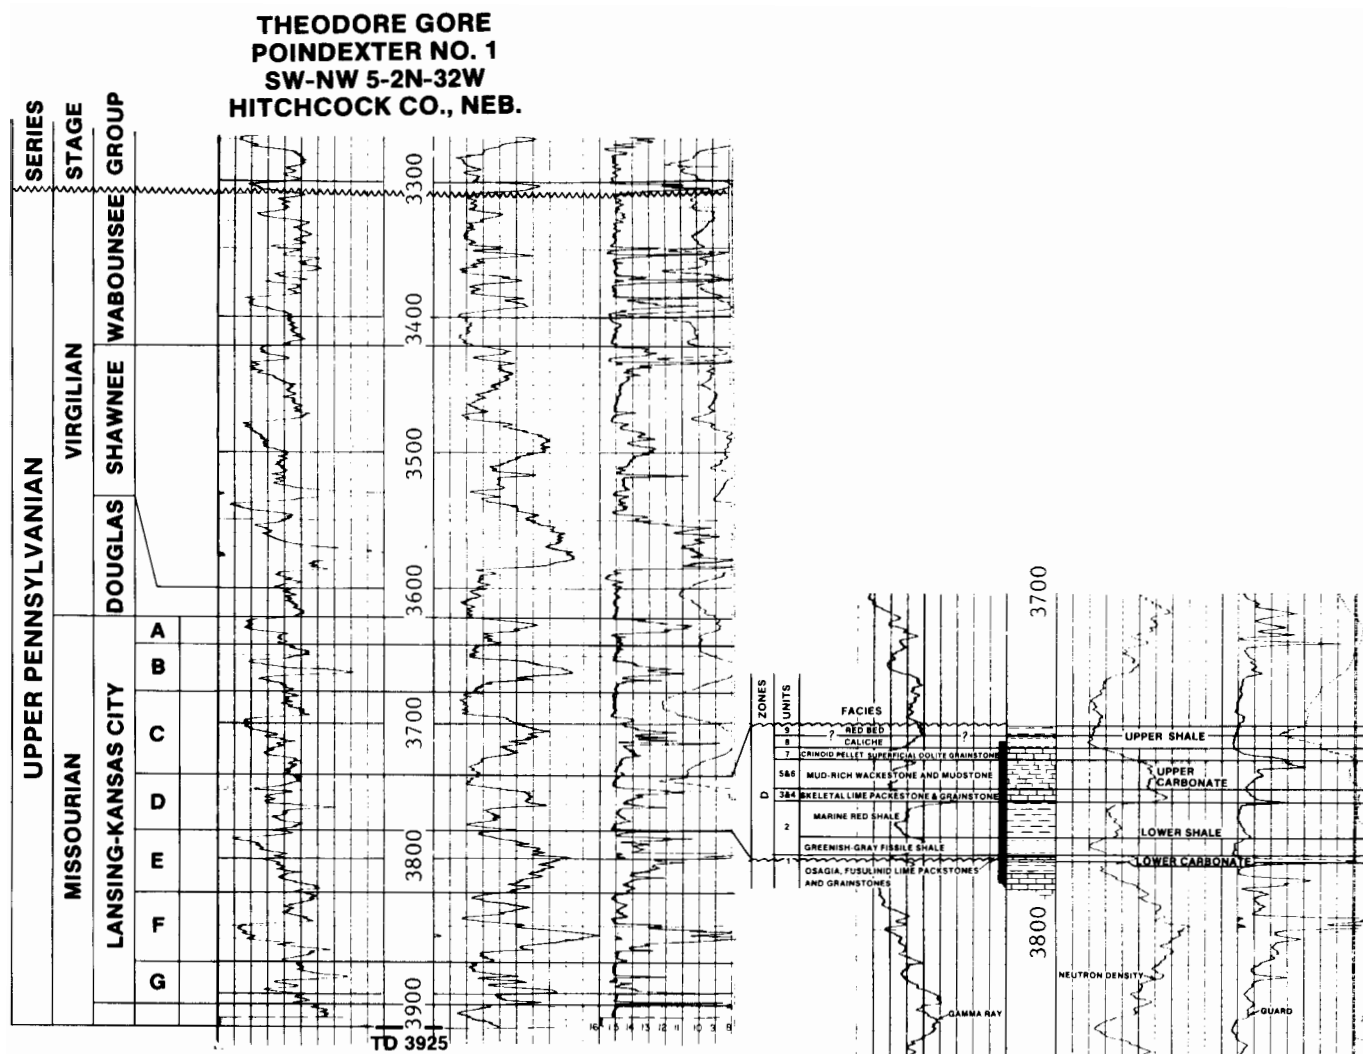 THEODORE GORE
POINDEXTER NO. 1
SW-NW 5-2N-32W
HITCHCOCK CO., NEB.
SERIES
STAGE
GROUP
UPPER PENNSYLVANIAN
VIRGILIAN
MISSOURIAN
WABOUNSEE
SHAWNEE
DOUGLAS
LANSING-KANSAS CITY
A
B
C
D
E
F
G
3300
3400
3500
3600
3700
3800
3900
TD 3925
16 15 14 13 12 11 10 9 8
ZONES
UNITS
FACIES
D
9 ? RED BED ?
8 CALICHE
7 CRINOID PELLET SUPERFICIAL OOLITE GRAINSTONE
5&6 MUD-RICH WACKESTONE AND MUDSTONE
3&4 SKELETAL LIME PACKESTONE & GRAINSTONE
MARINE RED SHALE
2
GREENISH-GRAY FISSILE SHALE
1
OSAGIA, FUSULINID LIME PACKSTONES
AND GRAINSTONES
3700
3800
UPPER SHALE
UPPER
CARBONATE
LOWER SHALE
LOWER CARBONATE
NEUTRON DENSITY
GAMMA RAY
GUARD